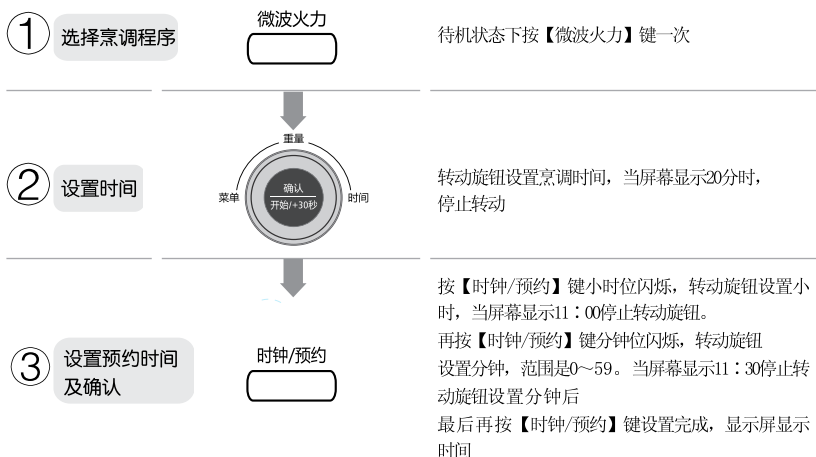 ① 选择烹调程序
微波火力
待机状态下按【微波火力】键一次
② 设置时间
重量
菜单
确认
开始/+30秒
时间
转动旋钮设置烹调时间，当屏幕显示20分时，
停止转动
③ 设置预约时间
及确认
时钟/预约
按【时钟/预约】键小时位闪烁，转动旋钮设置小
时，当屏幕显示11：00停止转动旋钮。
再按【时钟/预约】键分钟位闪烁，转动旋钮
设置分钟，范围是0～59。当屏幕显示11：30停止转
动旋钮设置分钟后
最后再按【时钟/预约】键设置完成，显示屏显示
时间